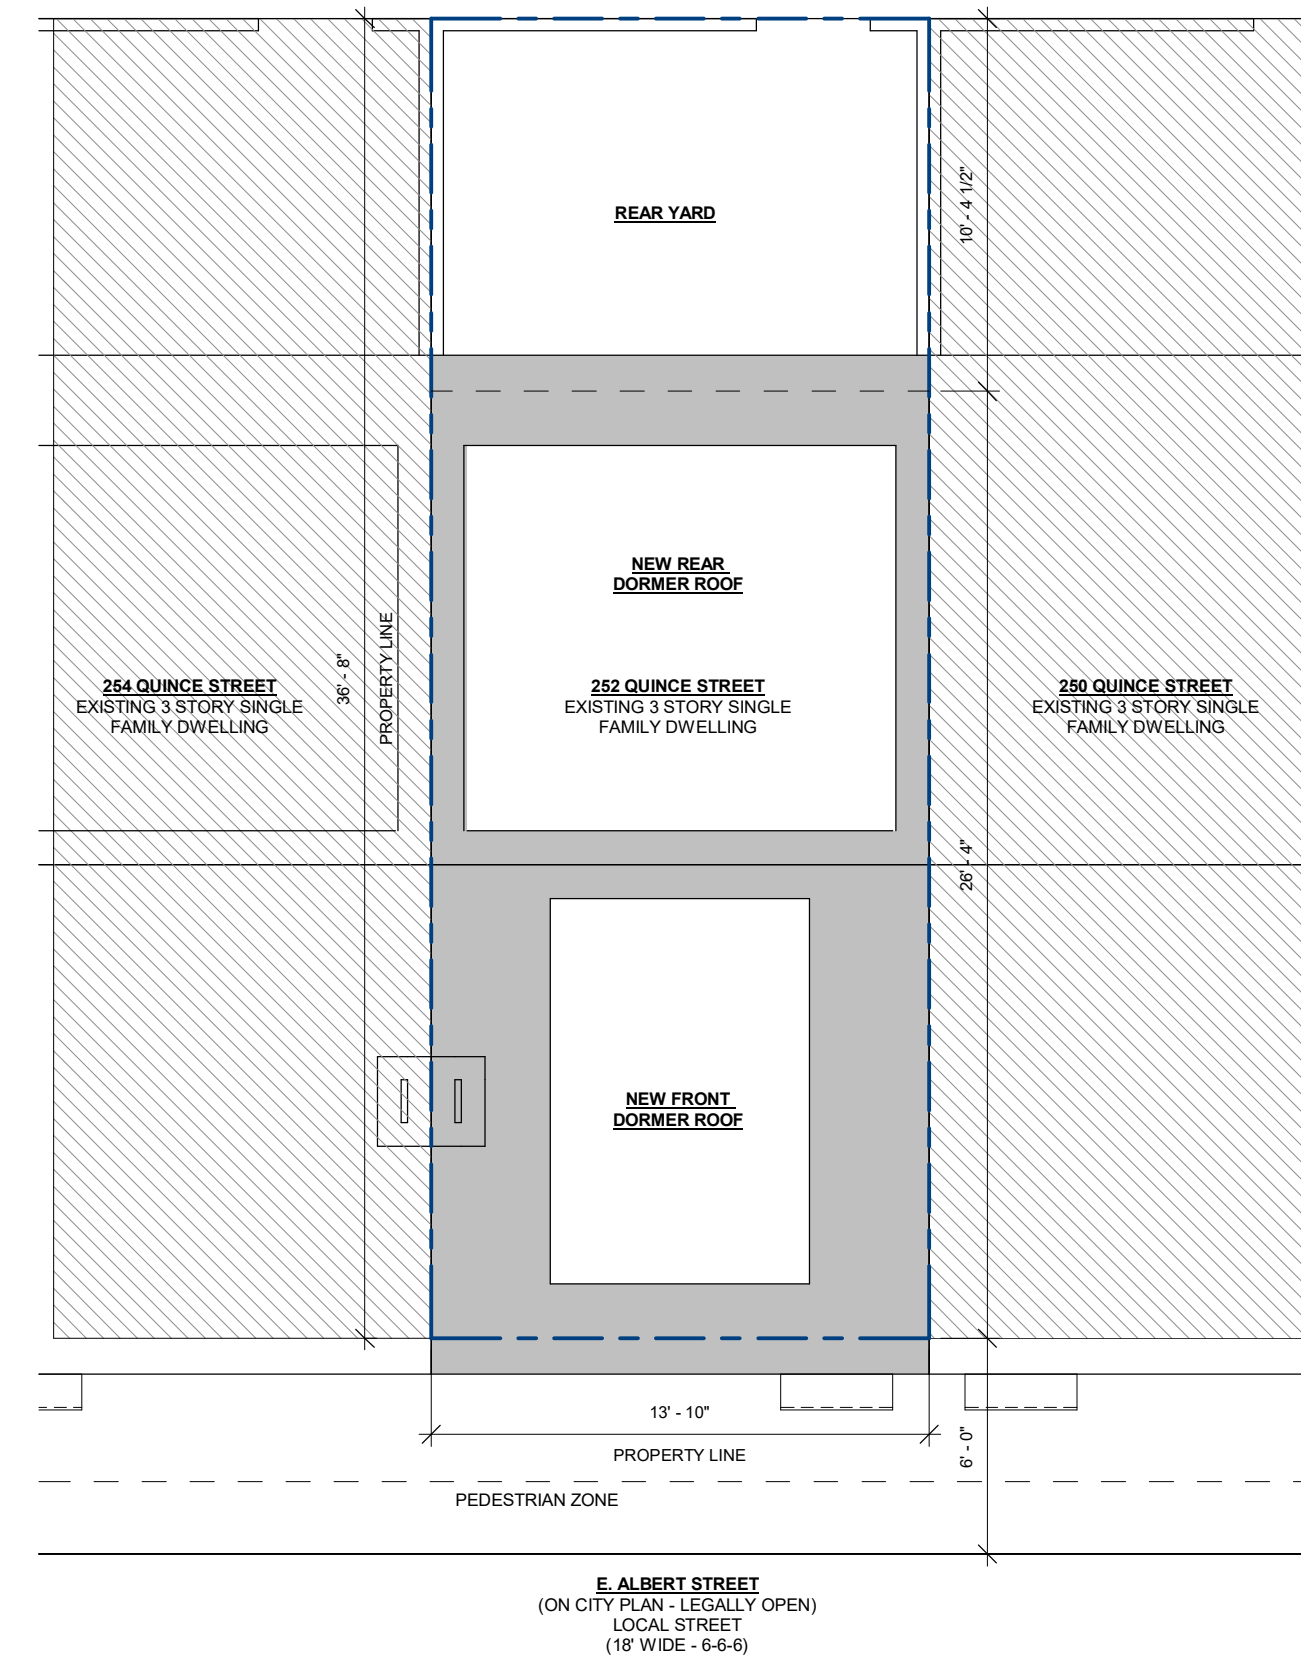 REAR YARD
10' - 4 1/2"
NEW REAR
DORMER ROOF
36' - 8"
PROPERTY LINE
254 QUINCE STREET
EXISTING 3 STORY SINGLE
FAMILY DWELLING
252 QUINCE STREET
EXISTING 3 STORY SINGLE
FAMILY DWELLING
250 QUINCE STREET
EXISTING 3 STORY SINGLE
FAMILY DWELLING
26' - 4"
NEW FRONT
DORMER ROOF
13' - 10"
PROPERTY LINE
6' - 0"
PEDESTRIAN ZONE
E. ALBERT STREET
(ON CITY PLAN - LEGALLY OPEN)
LOCAL STREET
(18' WIDE - 6-6-6)